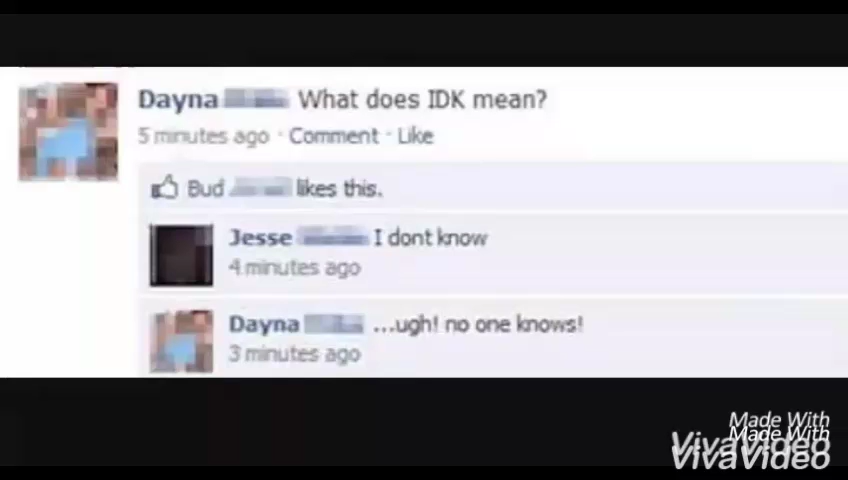 Dayna What does IDK mean?
5 minutes ago · Comment · Like
Bud likes this.
Jesse I dont know
4 minutes ago
Dayna ...ugh! no one knows!
3 minutes ago
Made With
Made With
VivaVideo
VivaVideo